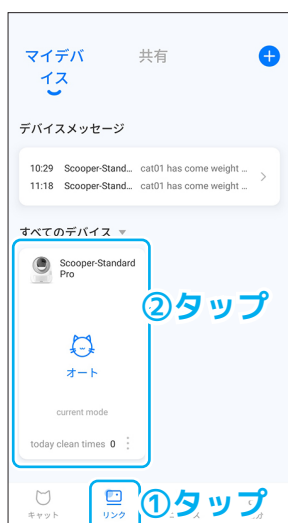 マイデバ
イス
共有
デバイスメッセージ
10:29 Scooper-Stand… cat01 has come weight …
11:18 Scooper-Stand… cat01 has come weight …
すべてのデバイス
Scooper-Standard
Pro
②タップ
オート
current mode
today clean times 0
キャット
リンク
①タップ